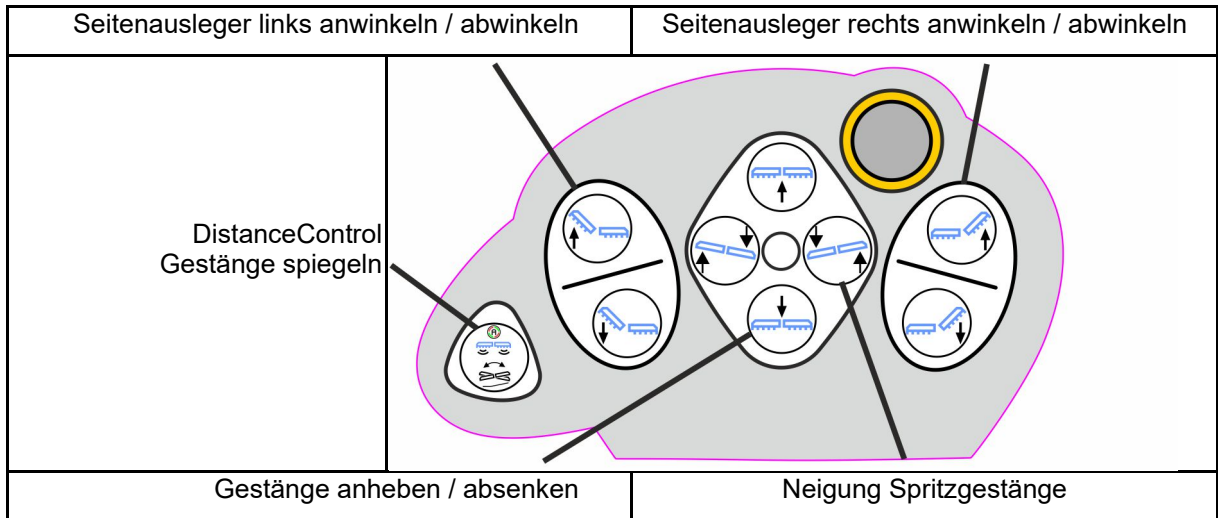 Seitenausleger links anwinkeln / abwinkeln
Seitenausleger rechts anwinkeln / abwinkeln
DistanceControl
Gestänge spiegeln
A
Gestänge anheben / absenken
Neigung Spritzgestänge